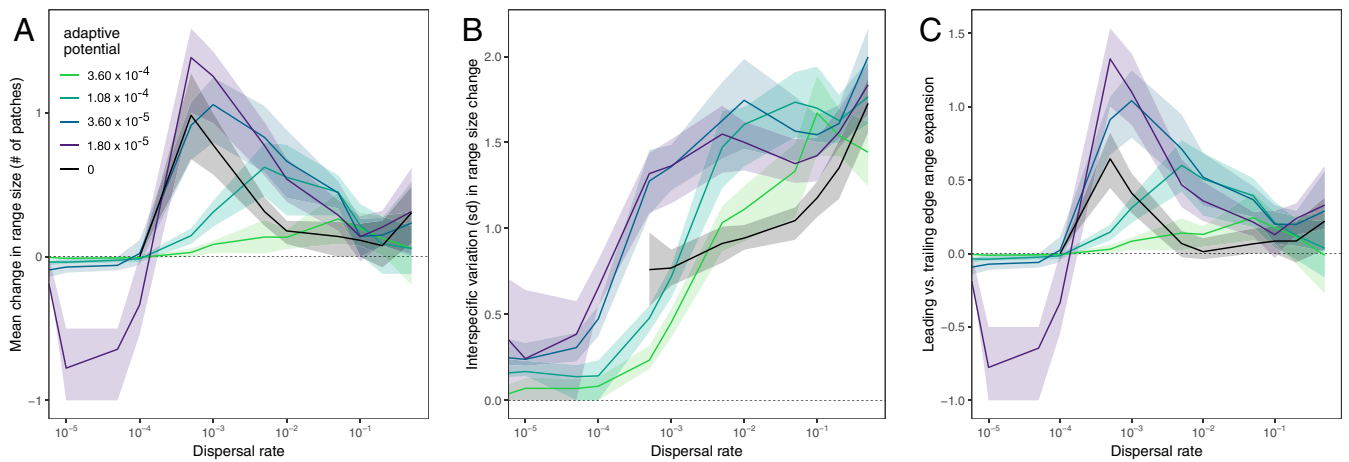 A
adaptive
potential
3.60 x 10⁻⁴
1.08 x 10⁻⁴
3.60 x 10⁻⁵
1.80 x 10⁻⁵
0
Mean change in range size (# of patches)
1
0
−1
10⁻⁵ 10⁻⁴ 10⁻³ 10⁻² 10⁻¹
Dispersal rate
B
Interspecific variation (sd) in range size change
2.0
1.5
1.0
0.5
0.0
10⁻⁵ 10⁻⁴ 10⁻³ 10⁻² 10⁻¹
Dispersal rate
C
Leading vs. trailing edge range expansion
1.5
1.0
0.5
0.0
−0.5
−1.0
10⁻⁵ 10⁻⁴ 10⁻³ 10⁻² 10⁻¹
Dispersal rate